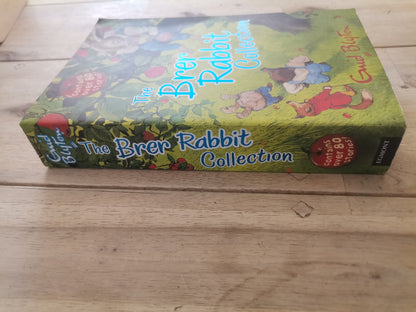 The
Brer
Rabbit
Collection
Enid Blyton
Contains
over 80
stories!
Enid
Blyton
The Brer Rabbit
Collection
Contains
over 80
stories!
EGMONT